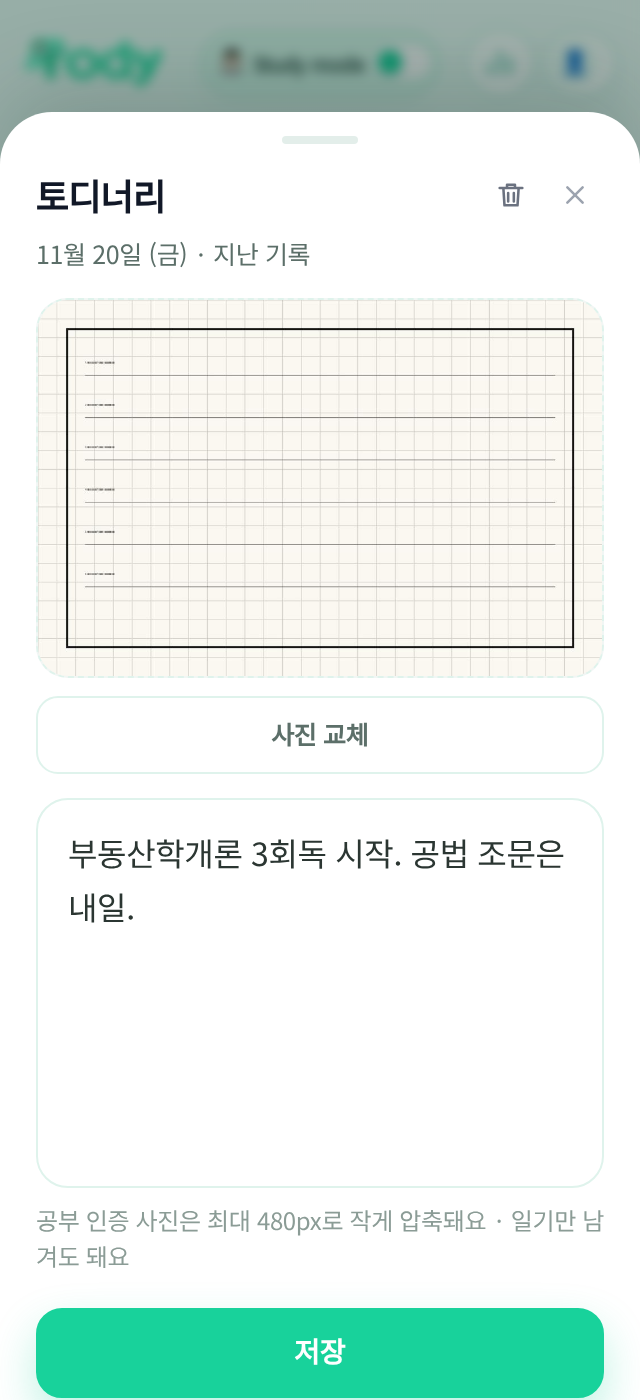 Tody
Study mode
토디너리
11월 20일 (금) · 지난 기록
사진 교체
부동산학개론 3회독 시작. 공법 조문은
내일.
공부 인증 사진은 최대 480px로 작게 압축돼요 · 일기만 남
겨도 돼요
저장